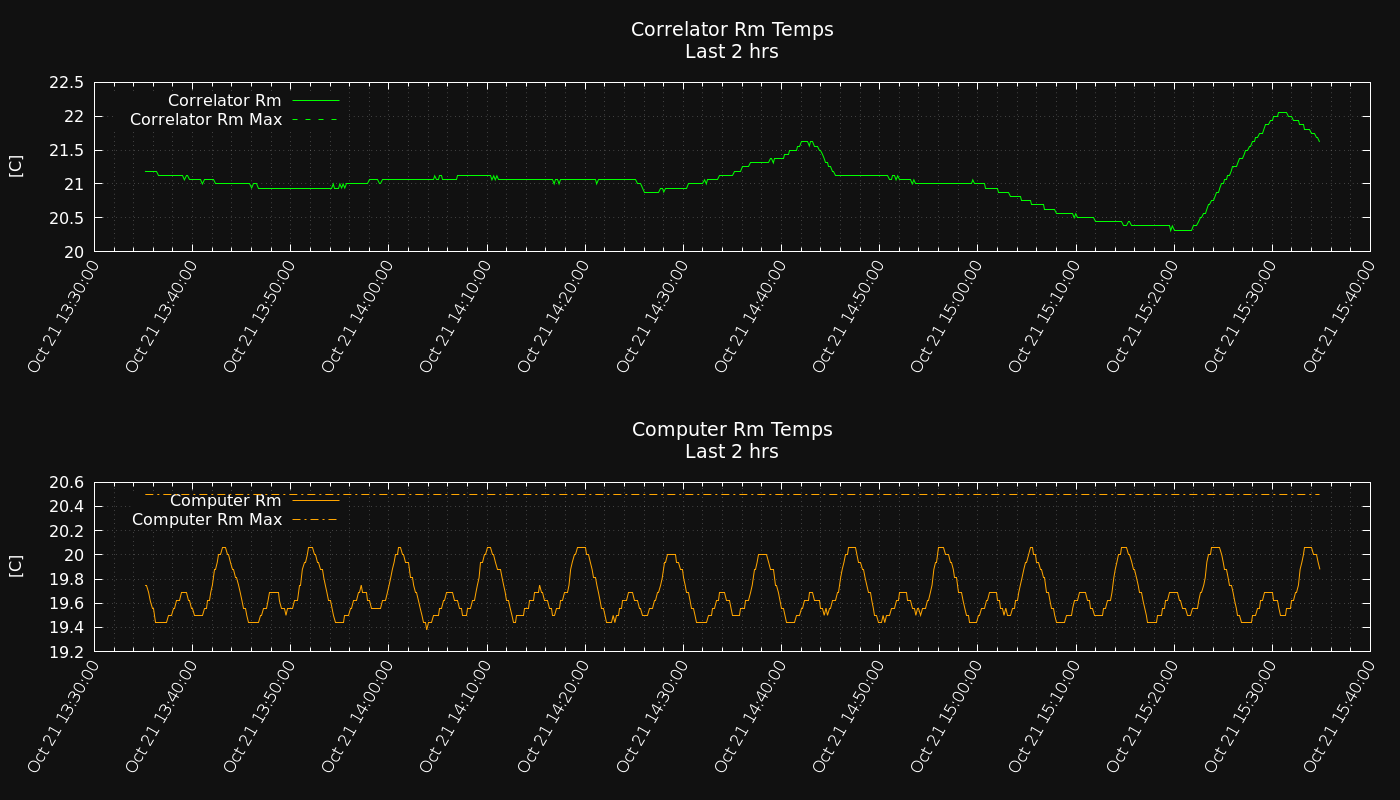 Correlator Rm Temps
Last 2 hrs
22.5
22
21.5
21
20.5
20
[C]
Correlator Rm
Correlator Rm Max
Oct 21 13:30:00
Oct 21 13:40:00
Oct 21 13:50:00
Oct 21 14:00:00
Oct 21 14:10:00
Oct 21 14:20:00
Oct 21 14:30:00
Oct 21 14:40:00
Oct 21 14:50:00
Oct 21 15:00:00
Oct 21 15:10:00
Oct 21 15:20:00
Oct 21 15:30:00
Oct 21 15:40:00
Computer Rm Temps
Last 2 hrs
20.6
20.4
20.2
20
19.8
19.6
19.4
19.2
[C]
Computer Rm
Computer Rm Max
Oct 21 13:30:00
Oct 21 13:40:00
Oct 21 13:50:00
Oct 21 14:00:00
Oct 21 14:10:00
Oct 21 14:20:00
Oct 21 14:30:00
Oct 21 14:40:00
Oct 21 14:50:00
Oct 21 15:00:00
Oct 21 15:10:00
Oct 21 15:20:00
Oct 21 15:30:00
Oct 21 15:40:00